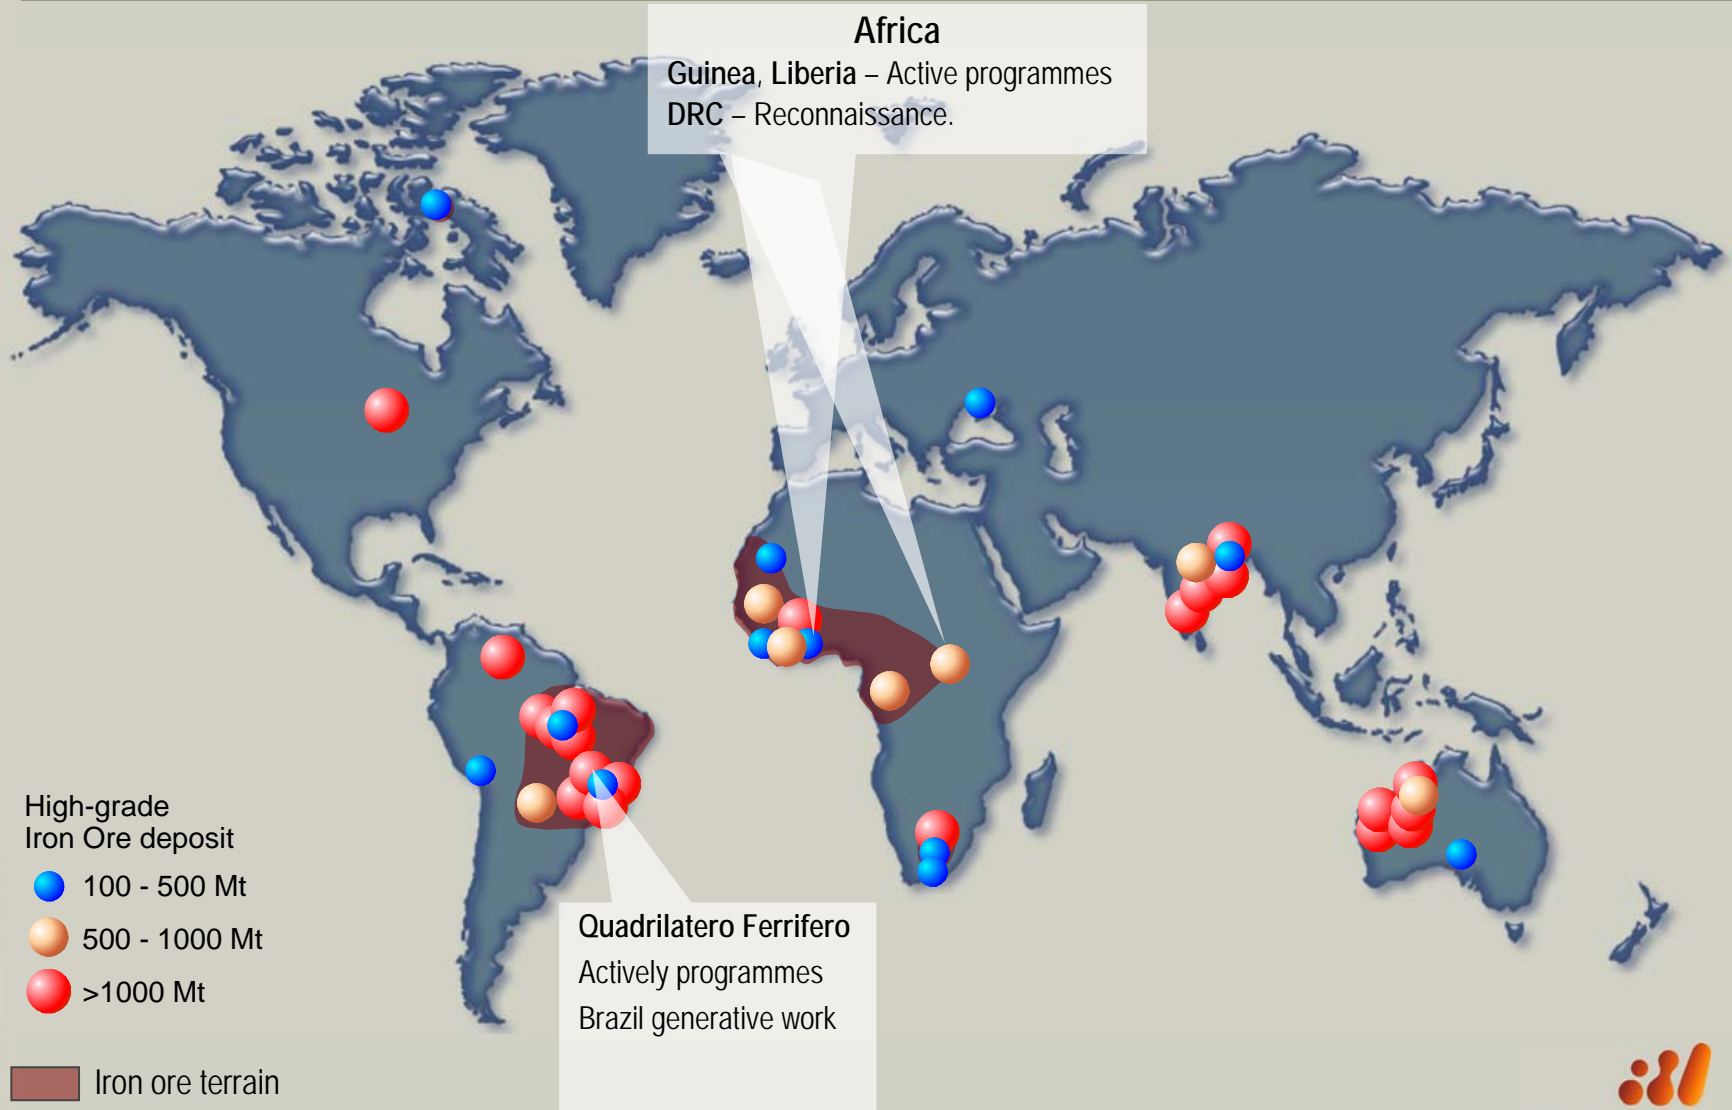 Africa
Guinea, Liberia – Active programmes
DRC – Reconnaissance.
High-grade
Iron Ore deposit
100 - 500 Mt
500 - 1000 Mt
>1000 Mt
Iron ore terrain
Quadrilatero Ferrifero
Actively programmes
Brazil generative work